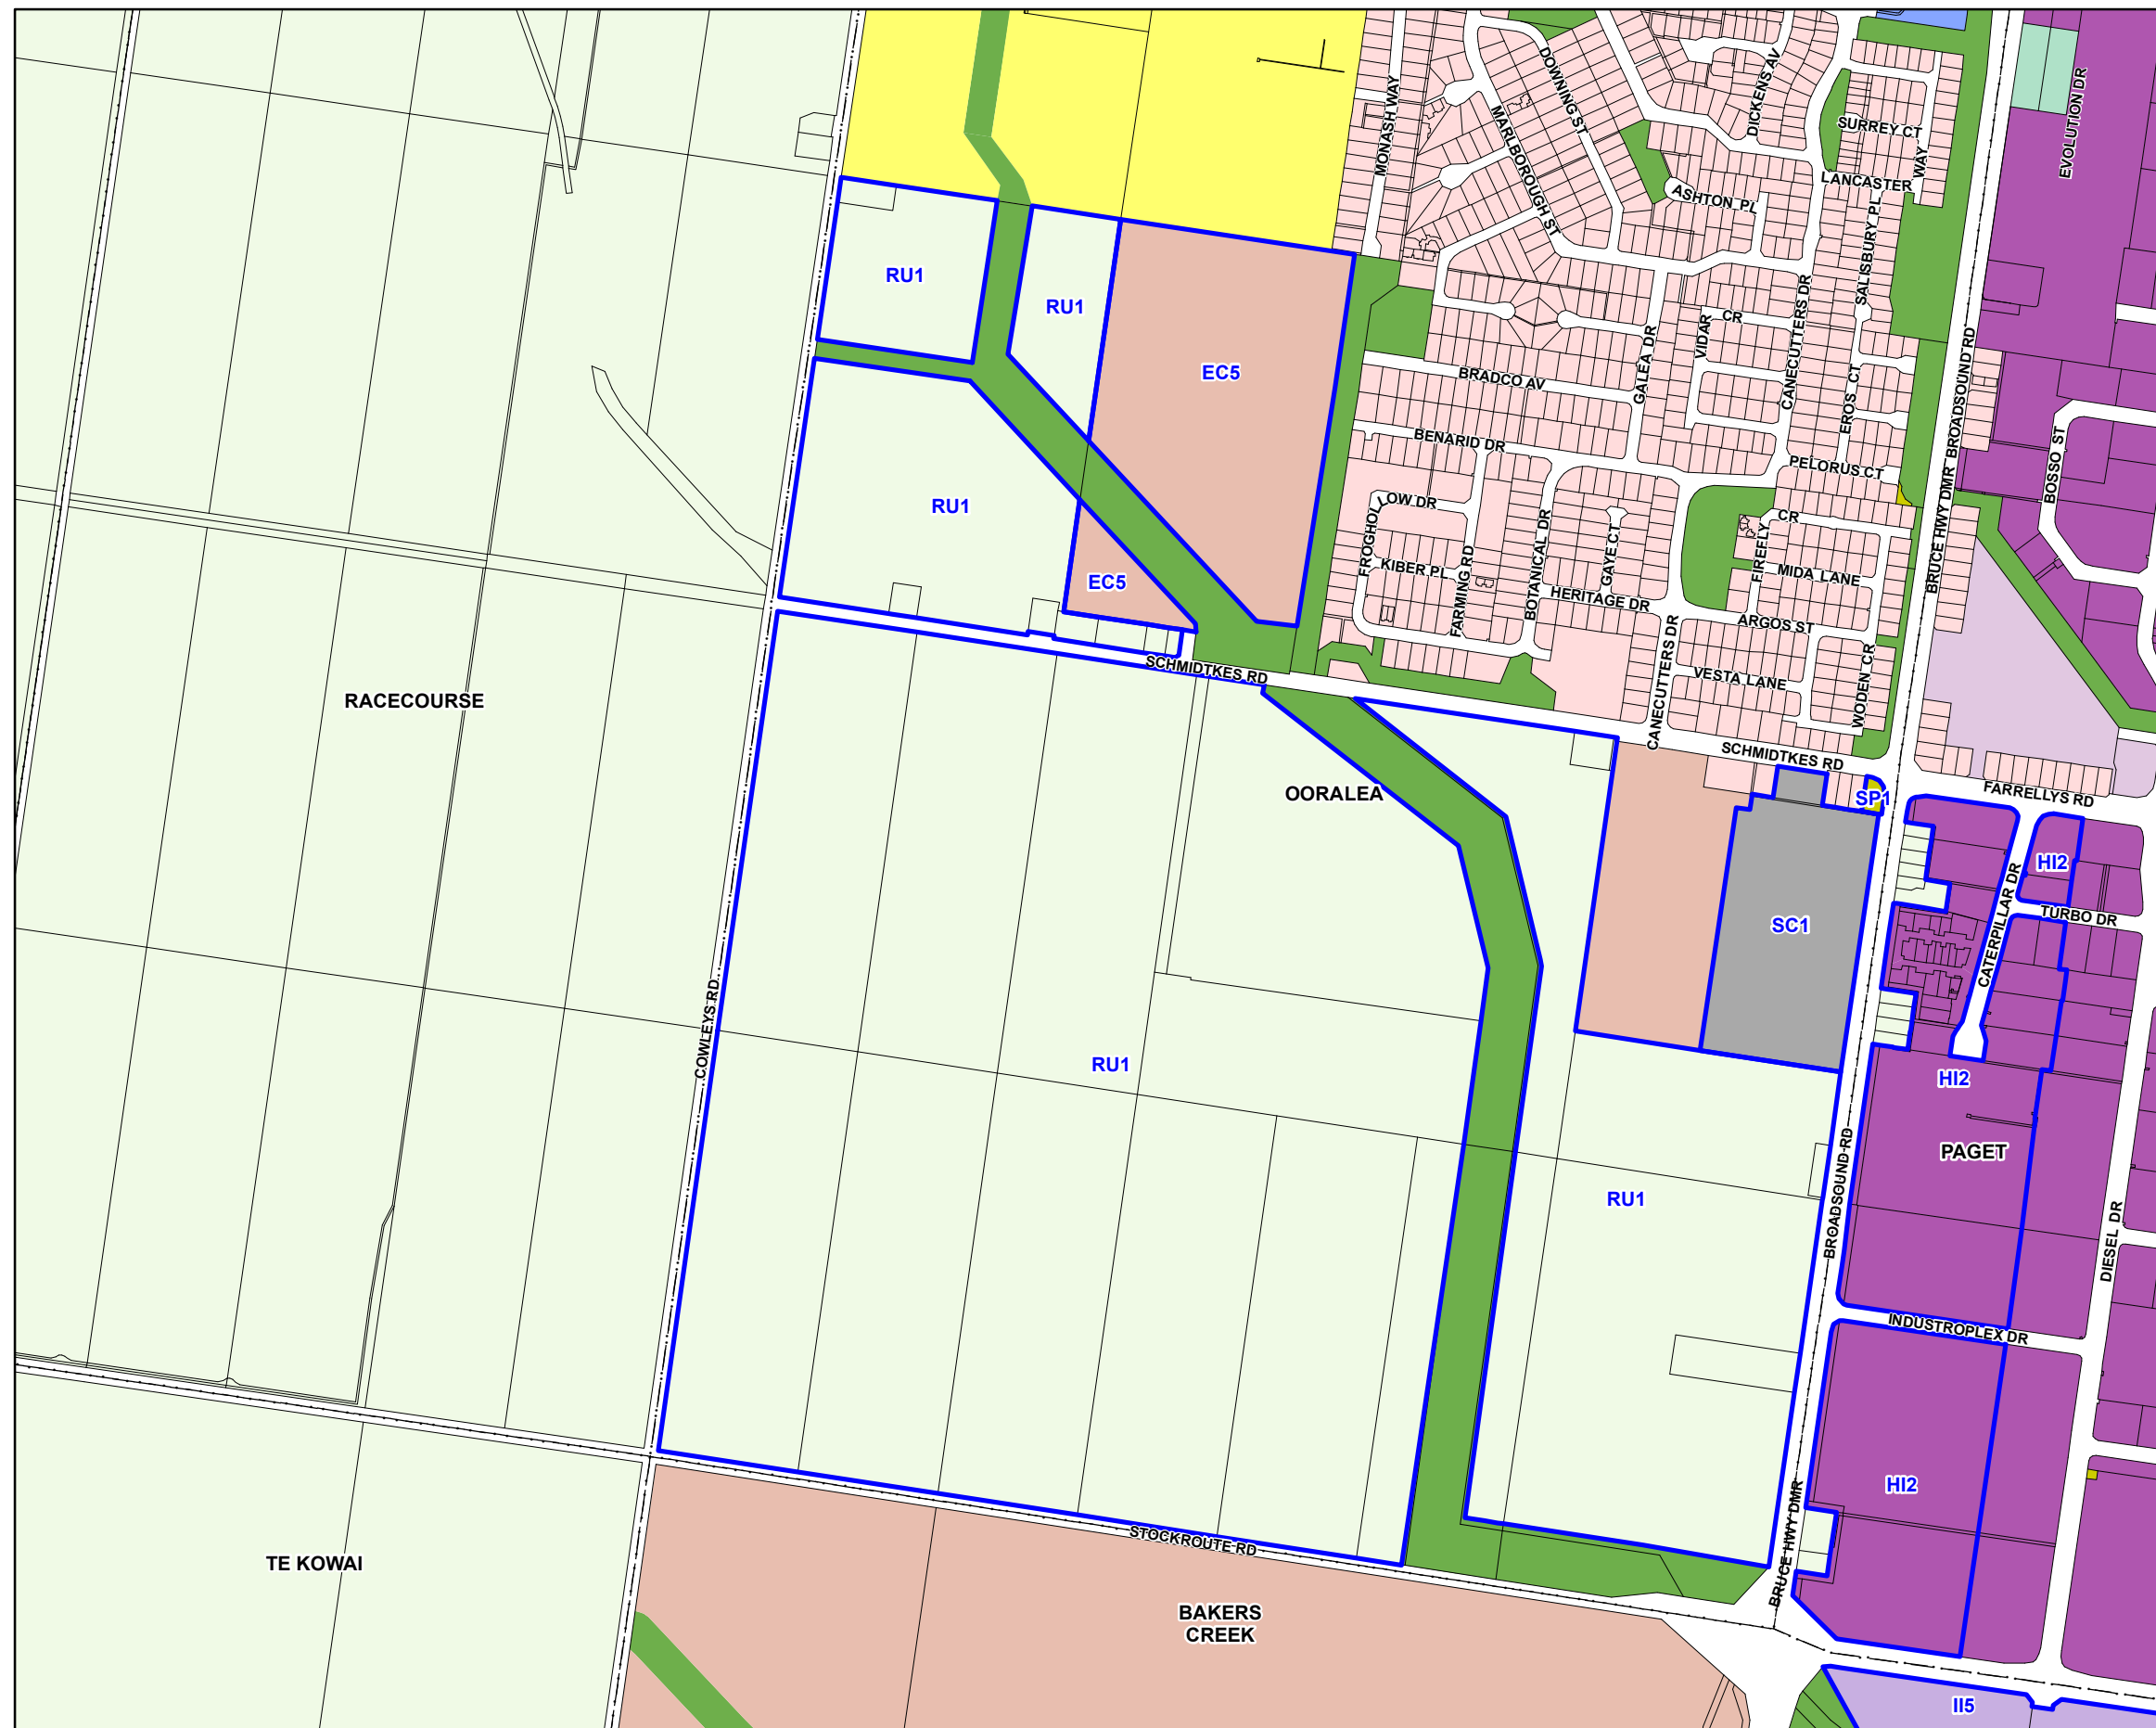 MONASH WAY
MARLBOROUGH ST
DOWNING ST
DICKENS AV
SURREY CT
EVOLUTION DR
LANCASTER
WAY
ASHTON PL
SALISBURY PL
RU1
RU1
EC5
VIDAR
CR
CANECUTTERS DR
GALEA DR
BRADCO AV
EROS CT
BROADSOUND RD
BENARID DR
PELORUS CT
BOSSO ST
RU1
LOW DR
FROGHOL
BOTANICAL DR
GAYE CT
CR
FIREFLY
BRUCE HWY DMR
EC5
KIBER PL
FARMING RD
MIDA LANE
HERITAGE DR
ARGOS ST
SCHMIDTKES RD
CANECUTTERS DR
VESTA LANE
WODEN CR
RACECOURSE
SCHMIDTKES RD
OORALEA
SP1
FARRELLYS RD
HI2
CATERPILLAR DR
TURBO DR
SC1
COWLEYS RD
RU1
HI2
PAGET
BROADSOUND RD
RU1
DIESEL DR
INDUSTROPLEX DR
HI2
BRUCE HWY DMR
STOCKROUTE RD
TE KOWAI
BAKERS
CREEK
II5